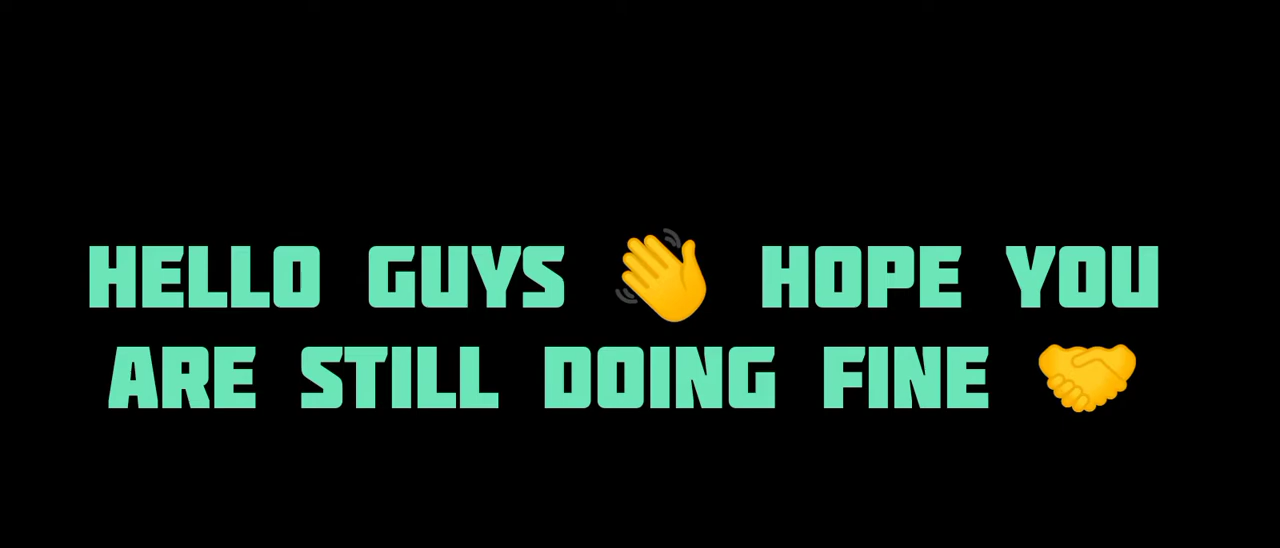 HELLO GUYS 👋 HOPE YOU
ARE STILL DOING FINE 🤝